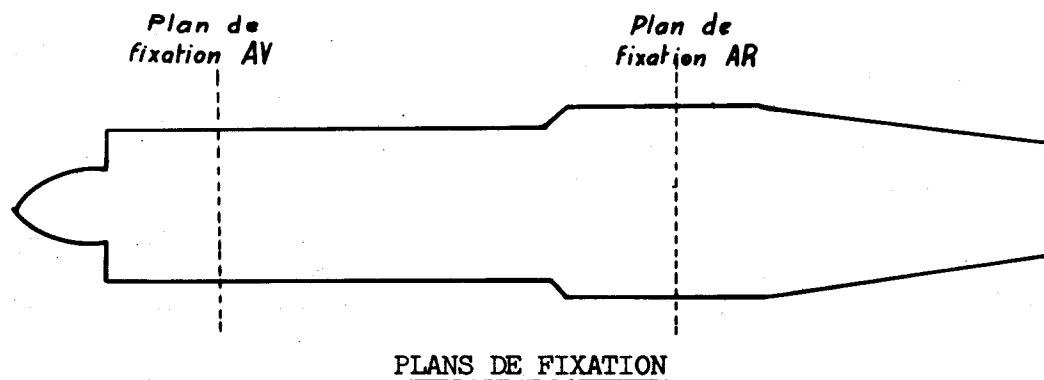 Plan de
fixation AV
Plan de
fixation AR
PLANS DE FIXATION